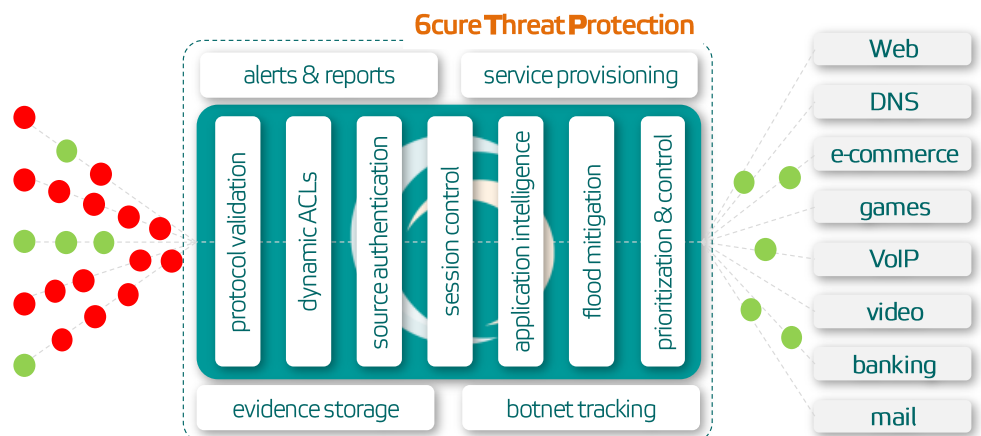 6cure Threat Protection
alerts & reports
service provisioning
protocol validation
dynamic ACLs
source authentication
session control
application intelligence
flood mitigation
prioritization & control
evidence storage
botnet tracking
Web
DNS
e-commerce
games
VoIP
video
banking
mail